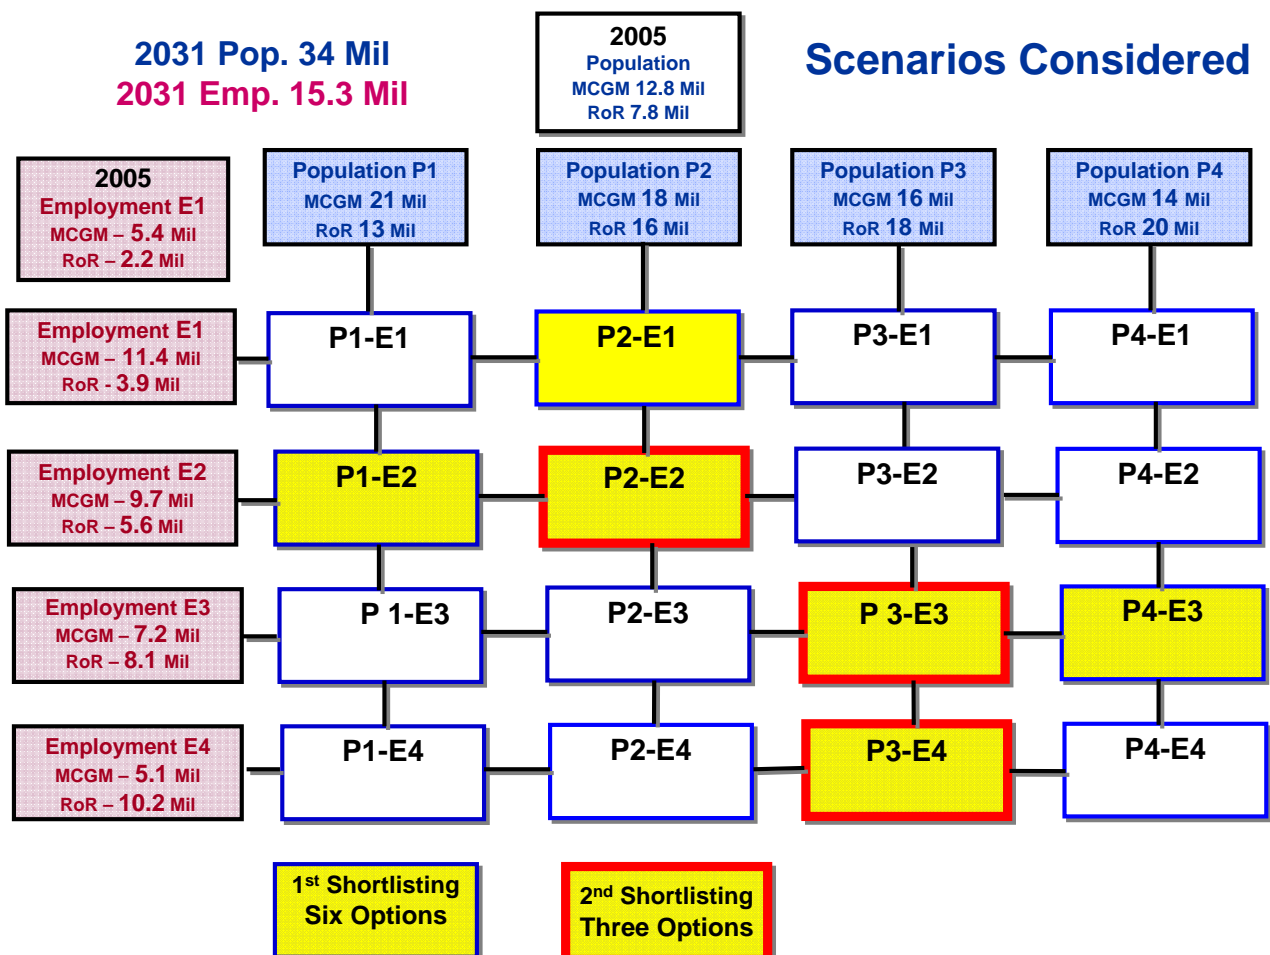 2031 Pop. 34 Mil
2031 Emp. 15.3 Mil
2005
Population
MCGM 12.8 Mil
RoR 7.8 Mil
Scenarios Considered
2005
Employment E1
MCGM – 5.4 Mil
RoR – 2.2 Mil
Population P1
MCGM 21 Mil
RoR 13 Mil
Population P2
MCGM 18 Mil
RoR 16 Mil
Population P3
MCGM 16 Mil
RoR 18 Mil
Population P4
MCGM 14 Mil
RoR 20 Mil
Employment E1
MCGM – 11.4 Mil
RoR - 3.9 Mil
P1-E1
P2-E1
P3-E1
P4-E1
Employment E2
MCGM – 9.7 Mil
RoR – 5.6 Mil
P1-E2
P2-E2
P3-E2
P4-E2
Employment E3
MCGM – 7.2 Mil
RoR – 8.1 Mil
P 1-E3
P2-E3
P 3-E3
P4-E3
Employment E4
MCGM – 5.1 Mil
RoR – 10.2 Mil
P1-E4
P2-E4
P3-E4
P4-E4
1st Shortlisting
Six Options
2nd Shortlisting
Three Options